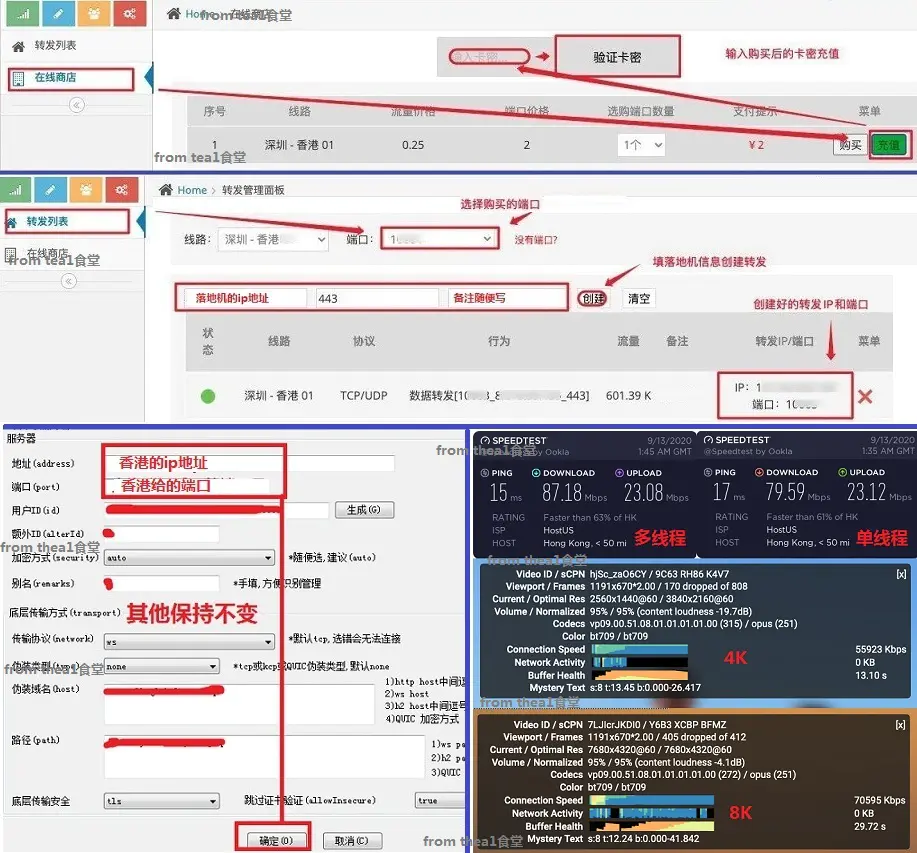 Home
在线商店
from tea1食堂
转发列表
在线商店
输入卡密...
验证卡密
输入购买后的卡密充值
序号 线路 流量价格 端口价格 选购端口数量 支付提示 菜单
1 深圳 - 香港 01 0.25 2 1个 ¥2 购买 充值
from tea1食堂
Home > 转发管理面板
转发列表
在线商店
from tea1食堂
选择购买的端口
线路: 深圳 - 香港 端口: 没有端口?
填落地机信息创建转发
落地机的ip地址 443 备注随便写 创建 清空
创建好的转发IP和端口
状态 线路 协议 行为 流量 备注 转发IP/端口 菜单
深圳 - 香港 01 TCP/UDP 数据转发 601.39 K
IP: 1
端口:
服务器
地址(address) 香港的ip地址
端口(port) 香港给的端口
用户ID(id) 生成(G)
额外ID(alterId)
from thea1食堂
加密方式(security) auto *随便选,建议(auto)
别名(remarks) *手填,方便识别管理
底层传输方式(transport) 其他保持不变
传输协议(network) ws *默认tcp,选错会无法连接
from thea1食堂
伪装类型(type) none *tcp或kcp或QUIC伪装类型,默认none
伪装域名(host)
1)http host中间逗
2)ws host
3)h2 host中间逗号
4)QUIC 加密方式
路径(path)
1)ws pa
2)h2 pa
3)QUIC
底层传输安全 tls 跳过证书验证(allowInsecure) true
确定(O) 取消(C)
from thea1食堂
SPEEDTEST
by Ookla
9/13/2020
1:45 AM GMT
PING 15 ms
DOWNLOAD 87.18 Mbps
UPLOAD 23.08 Mbps
RATING Faster than 63% of HK
ISP HostUS
HOST Hong Kong, < 50 mi
多线程
SPEEDTEST
@Speedtest by Ookla
9/13/2020
1:35 AM GMT
PING 17 ms
DOWNLOAD 79.59 Mbps
UPLOAD 23.12 Mbps
RATING Faster than 61% of HK
ISP HostUS
HOST Hong Kong, < 50 mi
单线程
from thea1食堂
Video ID / sCPN hjSc_zaO6CY / 9C63 RH86 K4V7 [x]
Viewport / Frames 1191x670*2.00 / 170 dropped of 808
Current / Optimal Res 2560x1440@60 / 3840x2160@60
Volume / Normalized 95% / 95% (content loudness -19.7dB)
Codecs vp09.00.51.08.01.01.01.01.00 (315) / opus (251)
Color bt709 / bt709
Connection Speed 55923 Kbps
Network Activity 0 KB
Buffer Health 13.10 s
Mystery Text s:8 t:13.45 b:0.000-26.417
4K
from thea1食堂
Video ID / sCPN 7LJIcrJKDI0 / Y6B3 XCBP BFMZ [x]
Viewport / Frames 1191x670*2.00 / 405 dropped of 412
Current / Optimal Res 7680x4320@60 / 7680x4320@60
Volume / Normalized 95% / 95% (content loudness -4.1dB)
Codecs vp09.00.51.08.01.01.01.01.00 (272) / opus (251)
Color bt709 / bt709
Connection Speed 70595 Kbps
Network Activity 0 KB
Buffer Health 29.72 s
Mystery Text s:8 t:12.24 b:0.000-41.842
8K
from thea1食堂